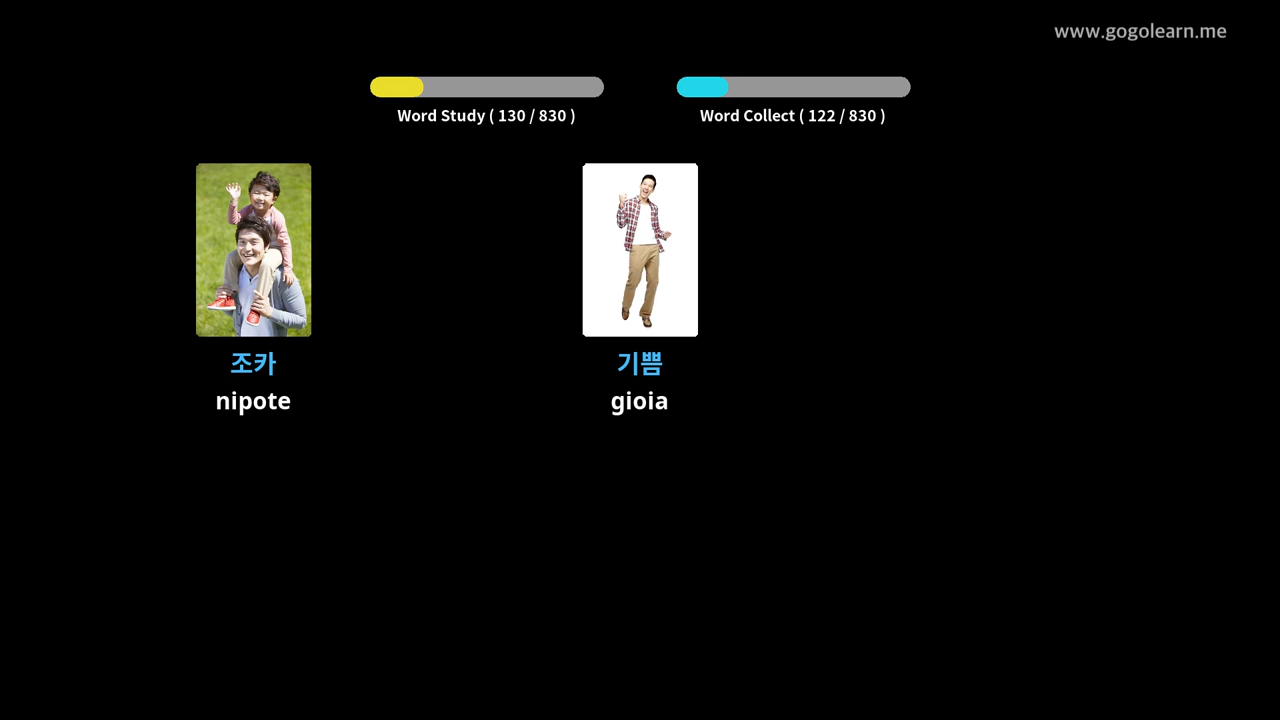 www.gogolearn.me
Word Study ( 130 / 830 )
Word Collect ( 122 / 830 )
조카
nipote
기쁨
gioia